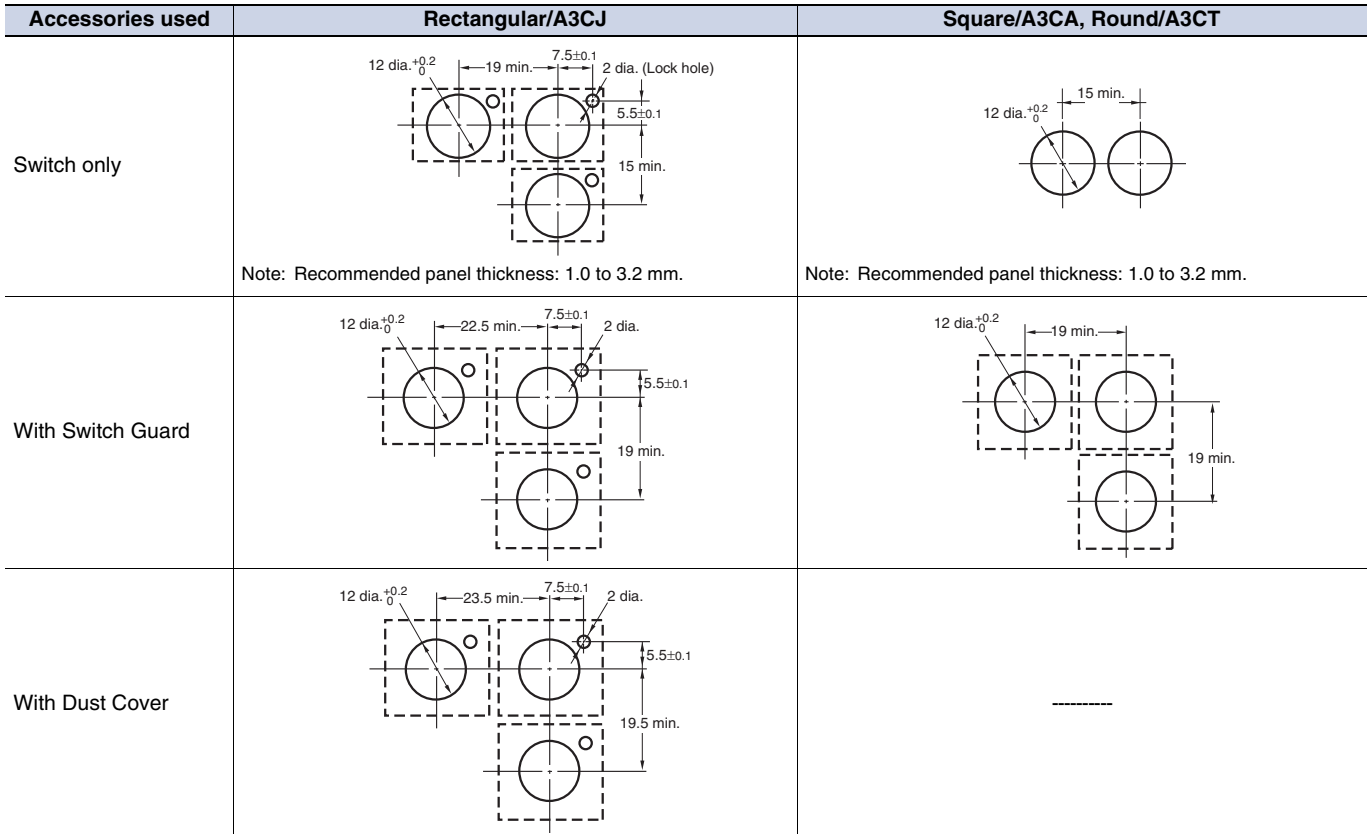 Accessories used
Rectangular/A3CJ
Square/A3CA, Round/A3CT
Switch only
12 dia.+0.2 0
19 min.
7.5±0.1
2 dia. (Lock hole)
5.5±0.1
15 min.
Note: Recommended panel thickness: 1.0 to 3.2 mm.
12 dia.+0.2 0
15 min.
Note: Recommended panel thickness: 1.0 to 3.2 mm.
With Switch Guard
12 dia.+0.2 0
22.5 min.
7.5±0.1
2 dia.
5.5±0.1
19 min.
12 dia.+0.2 0
19 min.
19 min.
With Dust Cover
12 dia.+0.2 0
23.5 min.
7.5±0.1
2 dia.
5.5±0.1
19.5 min.
----------